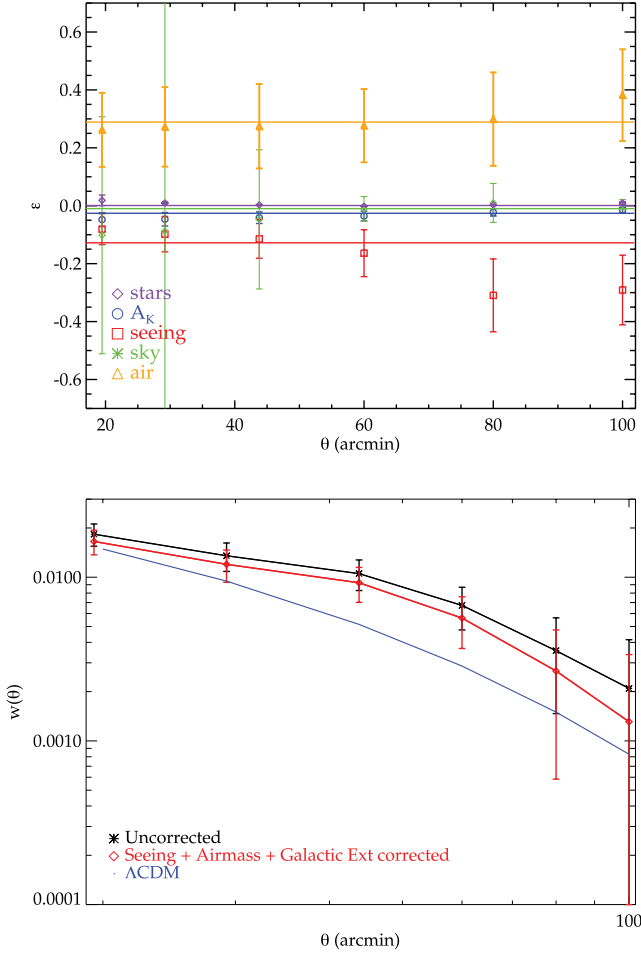 0.6
0.4
0.2
0.0
-0.2
-0.4
-0.6
ε
stars
A_K
seeing
sky
air
20 40 60 80 100
θ (arcmin)
0.0100
0.0010
0.0001
w(θ)
Uncorrected
Seeing + Airmass + Galactic Ext corrected
ΛCDM
100
θ (arcmin)